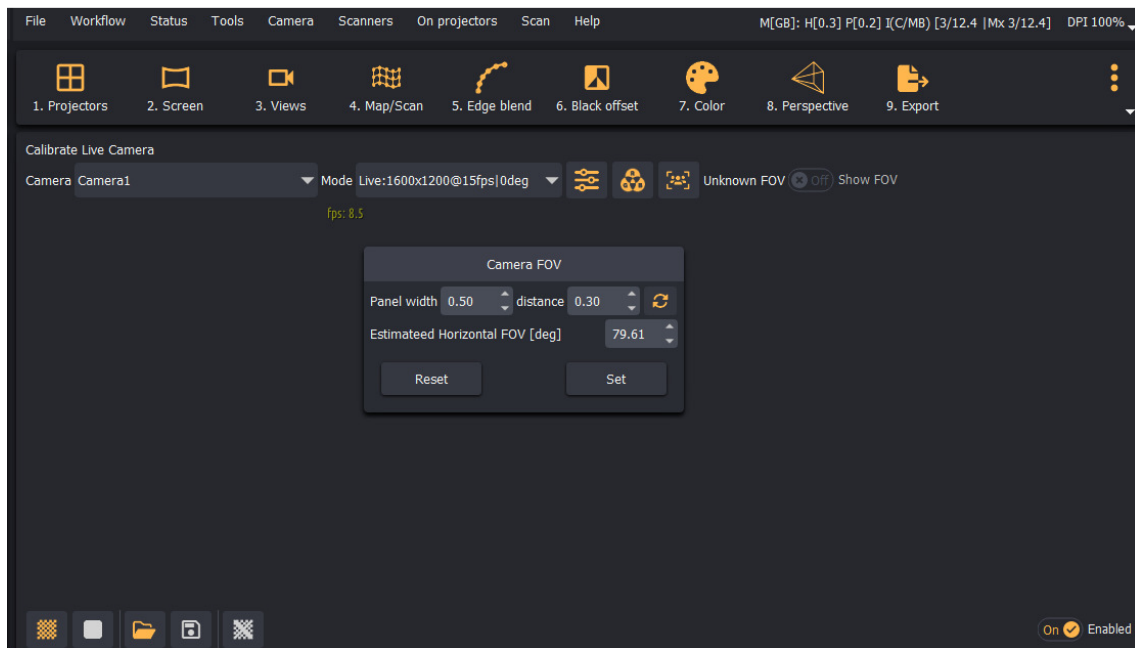 File Workflow Status Tools Camera Scanners On projectors Scan Help M[GB]: H[0.3] P[0.2] I(C/MB) [3/12.4 |Mx 3/12.4] DPI 100%
1. Projectors 2. Screen 3. Views 4. Map/Scan 5. Edge blend 6. Black offset 7. Color 8. Perspective 9. Export
Calibrate Live Camera
Camera Camera1 Mode Live:1600x1200@15fps|0deg Unknown FOV Off Show FOV
fps: 8.5
Camera FOV
Panel width 0.50 distance 0.30
Estimateed Horizontal FOV [deg] 79.61
Reset Set
On Enabled